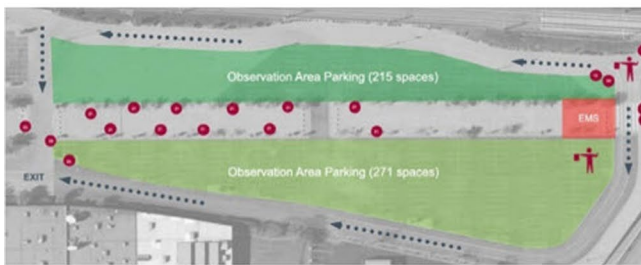 Observation Area Parking (215 spaces)
EMS
Observation Area Parking (271 spaces)
EXIT